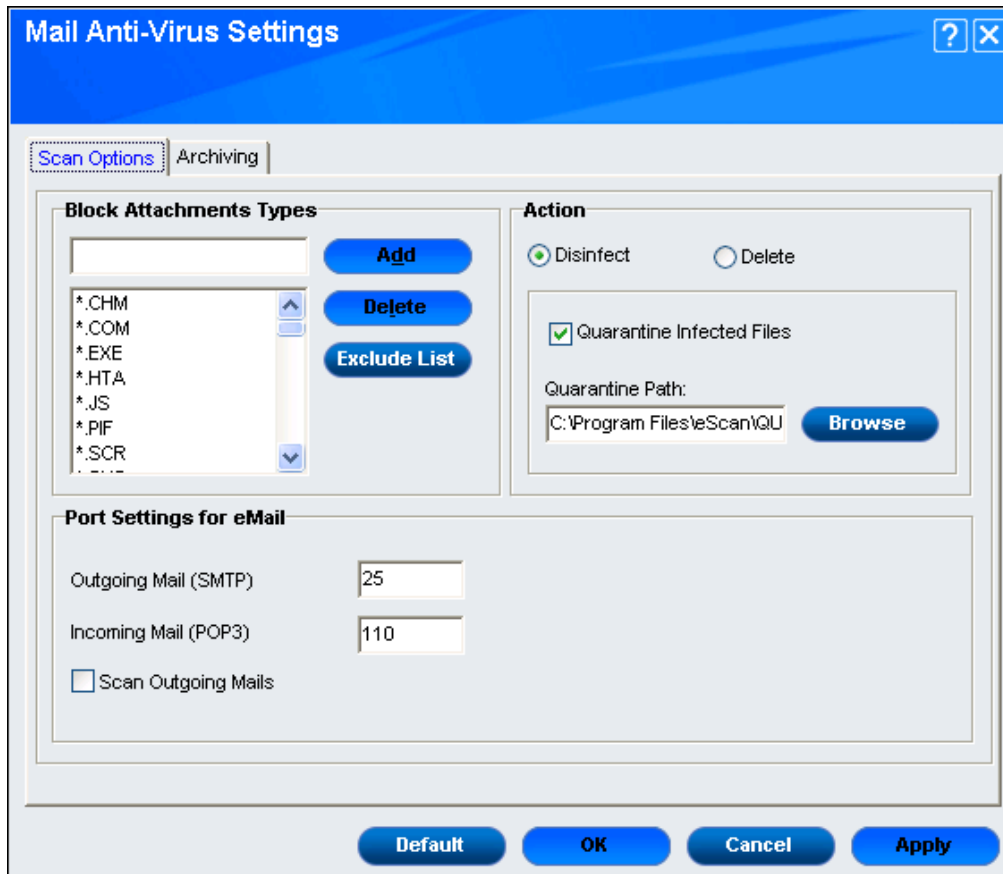 Mail Anti-Virus Settings
?
Scan Options
Archiving
Block Attachments Types
Add
*.CHM
*.COM
*.EXE
*.HTA
*.JS
*.PIF
*.SCR
Delete
Exclude List
Action
Disinfect
Delete
Quarantine Infected Files
Quarantine Path:
C:\Program Files\eScan\QU
Browse
Port Settings for eMail
Outgoing Mail (SMTP)
25
Incoming Mail (POP3)
110
Scan Outgoing Mails
Default
OK
Cancel
Apply